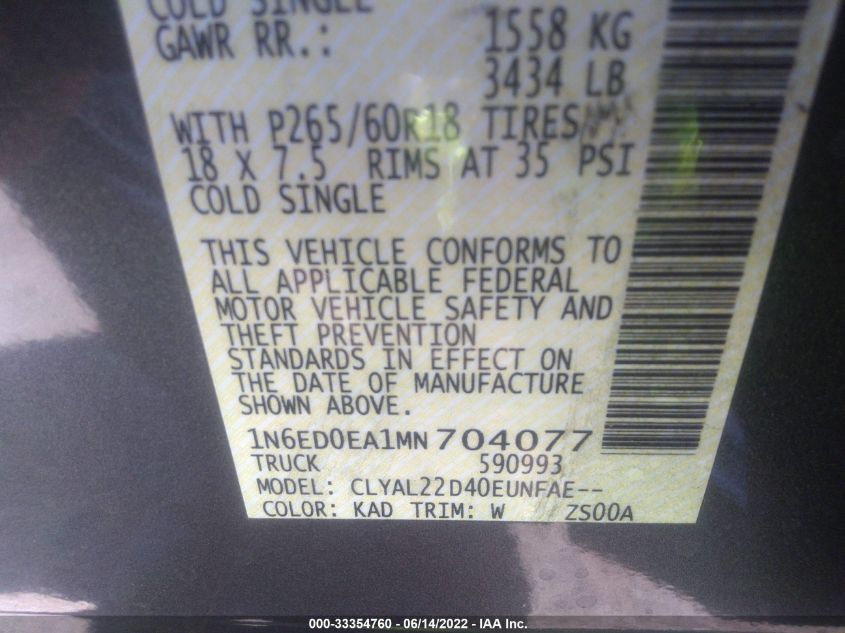 COLD SINGLE
GAWR RR.: 1558 KG
3434 LB
WITH P265/60R18 TIRES
18 X 7.5 RIMS AT 35 PSI
COLD SINGLE
THIS VEHICLE CONFORMS TO
ALL APPLICABLE FEDERAL
MOTOR VEHICLE SAFETY AND
THEFT PREVENTION
STANDARDS IN EFFECT ON
THE DATE OF MANUFACTURE
SHOWN ABOVE.
1N6ED0EA1MN704077
TRUCK 590993
MODEL: CLYAL22D40EUNFAE--
COLOR: KAD TRIM: W ZS00A
000-33354760 - 06/14/2022 - IAA Inc.